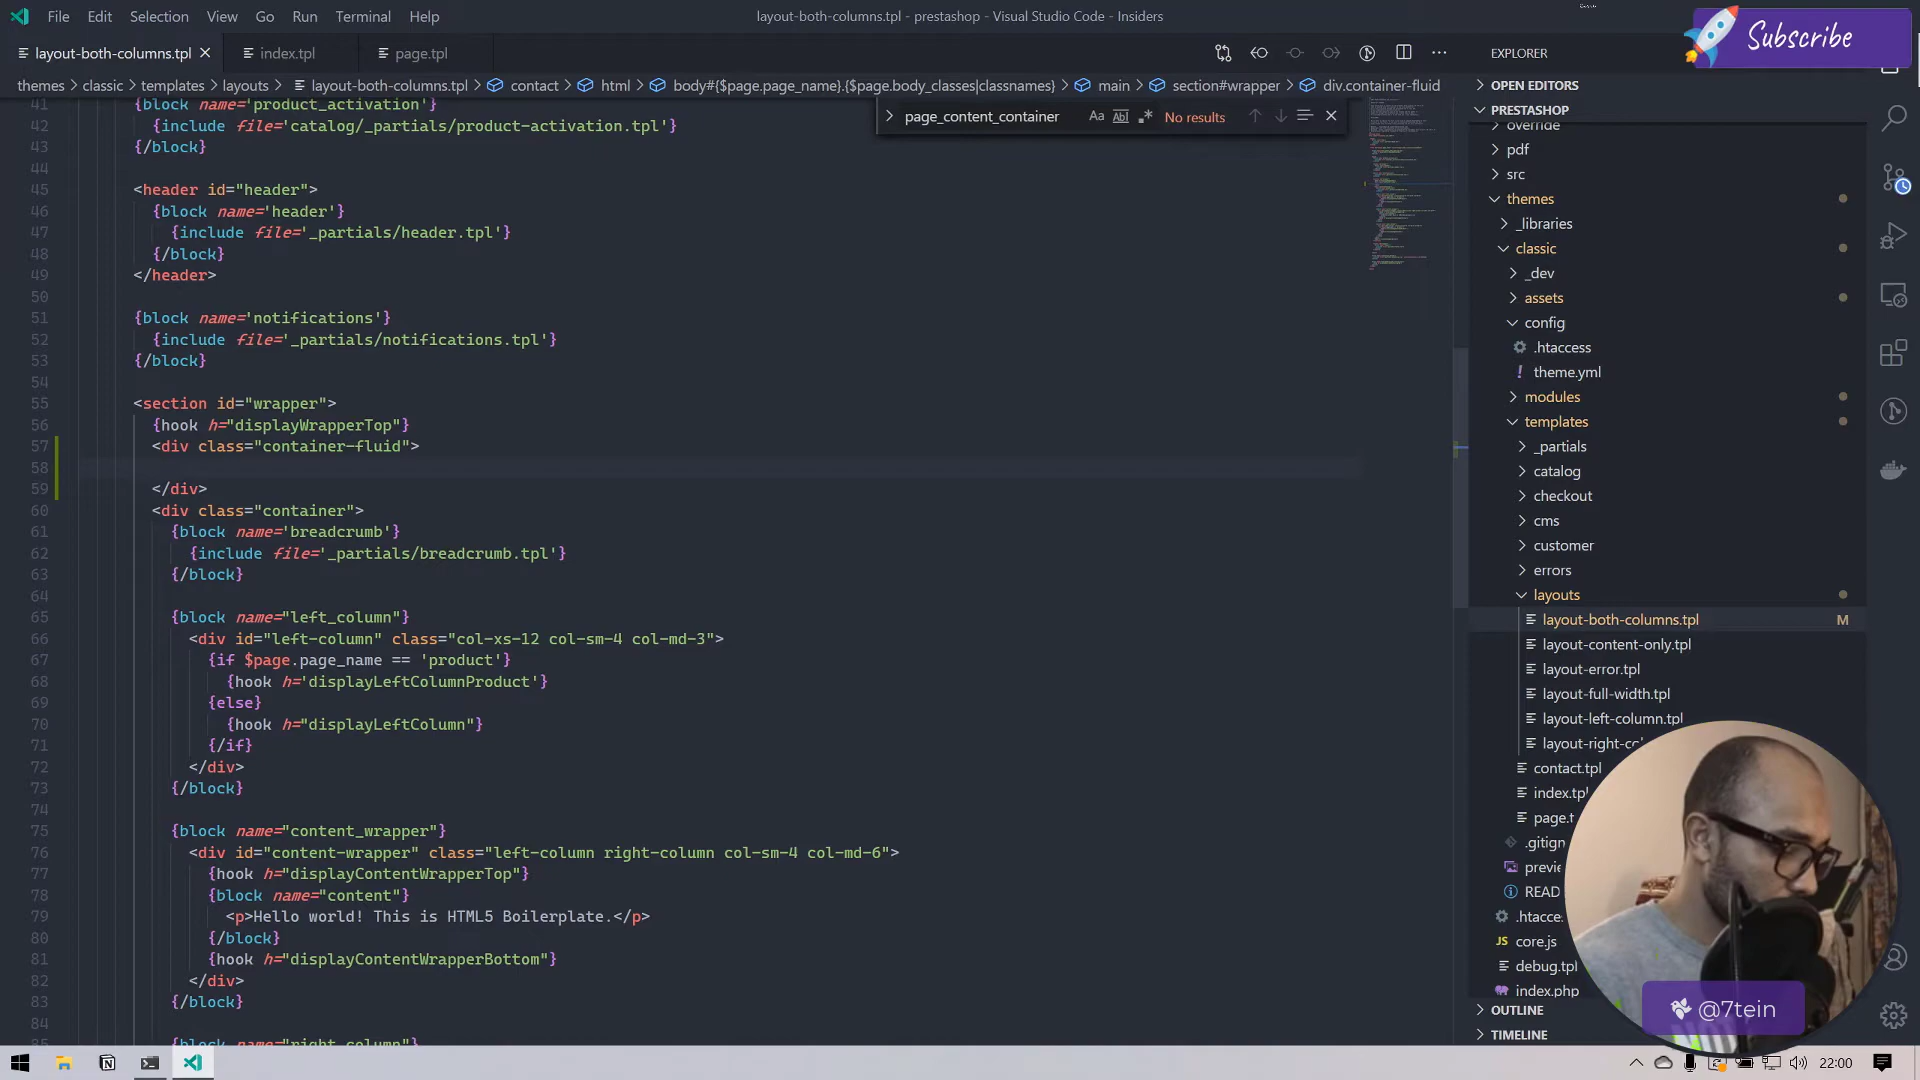 File Edit Selection View Go Run Terminal Help
layout-both-columns.tpl - prestashop - Visual Studio Code - Insiders
Subscribe
layout-both-columns.tpl index.tpl page.tpl
EXPLORER
themes > classic > templates > layouts > layout-both-columns.tpl > contact > html > body#{$page.page_name}.{$page.body_classes|classnames} > main > section#wrapper > div.container-fluid
page_content_container Aa Abl .* No results
41 {block name='product_activation'}
42 {include file='catalog/_partials/product-activation.tpl'}
43 {/block}
44
45 <header id="header">
46 {block name='header'}
47 {include file='_partials/header.tpl'}
48 {/block}
49 </header>
50
51 {block name='notifications'}
52 {include file='_partials/notifications.tpl'}
53 {/block}
54
55 <section id="wrapper">
56 {hook h="displayWrapperTop"}
57 <div class="container-fluid">
58
59 </div>
60 <div class="container">
61 {block name='breadcrumb'}
62 {include file='_partials/breadcrumb.tpl'}
63 {/block}
64
65 {block name="left_column"}
66 <div id="left-column" class="col-xs-12 col-sm-4 col-md-3">
67 {if $page.page_name == 'product'}
68 {hook h='displayLeftColumnProduct'}
69 {else}
70 {hook h="displayLeftColumn"}
71 {/if}
72 </div>
73 {/block}
74
75 {block name="content_wrapper"}
76 <div id="content-wrapper" class="left-column right-column col-sm-4 col-md-6">
77 {hook h="displayContentWrapperTop"}
78 {block name="content"}
79 <p>Hello world! This is HTML5 Boilerplate.</p>
80 {/block}
81 {hook h="displayContentWrapperBottom"}
82 </div>
83 {/block}
84
85 {block name="right_column"}
OPEN EDITORS
PRESTASHOP
override
pdf
src
themes
_libraries
classic
_dev
assets
config
.htaccess
! theme.yml
modules
templates
_partials
catalog
checkout
cms
customer
errors
layouts
layout-both-columns.tpl M
layout-content-only.tpl
layout-error.tpl
layout-full-width.tpl
layout-left-column.tpl
layout-right-co
contact.tpl
index.tpl
page.t
.gitign
previe
READ
.htacce
JS core.js
debug.tpl
index.php
OUTLINE
TIMELINE
@7tein
22:00